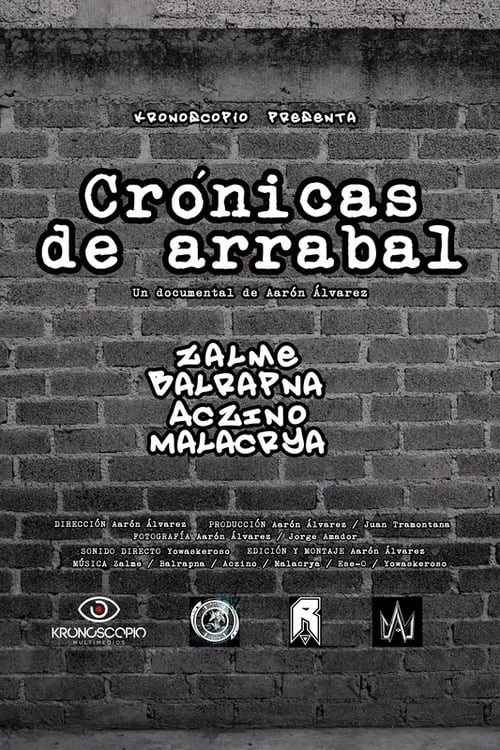 KRONOSCOPIO PRESENTA
Crónicas
de arrabal
Un documental de Aarón Álvarez
ZALME
BALRAPNA
ACZINO
MALACRYA
DIRECCIÓN Aarón Álvarez PRODUCCIÓN Aarón Álvarez / Juan Tramontana
FOTOGRAFÍA Aarón Álvarez / Jorge Amador
SONIDO DIRECTO Yowaskeroso EDICIÓN Y MONTAJE Aarón Álvarez
MÚSICA Zalme / Balrapna / Aczino / Malacrya / Ese-O / Yowaskeroso
KRONOSCOPIO
MULTIMEDIOS